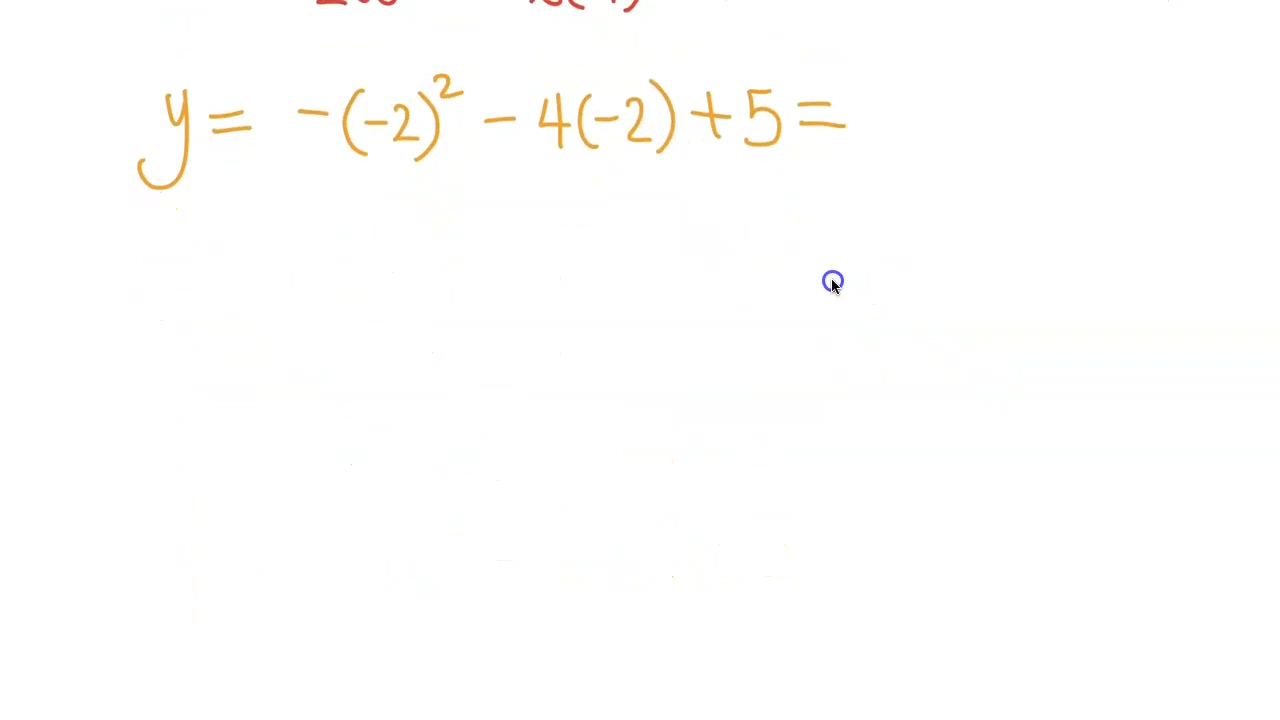 y = -(-2)² - 4(-2) + 5 =